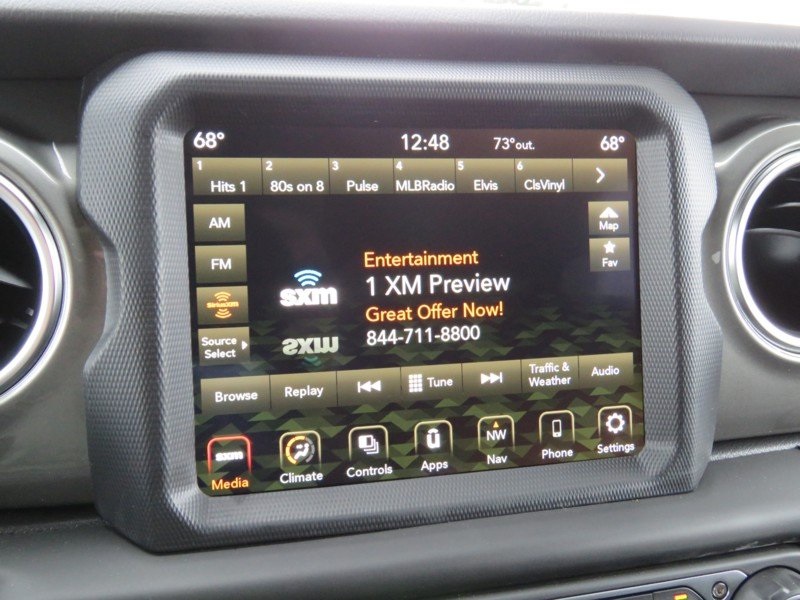 68° 12:48 73°out. 68°
1 2 3 4 5 6
Hits 1 80s on 8 Pulse MLBRadio Elvis ClsVinyl
AM
Map
FM
Fav
Entertainment
sxm
1 XM Preview
SiriusXM
Great Offer Now!
844-711-8800
Source
Select
Browse Replay Tune Traffic &
Weather Audio
sxm NW
Media Climate Controls Apps Nav Phone Settings